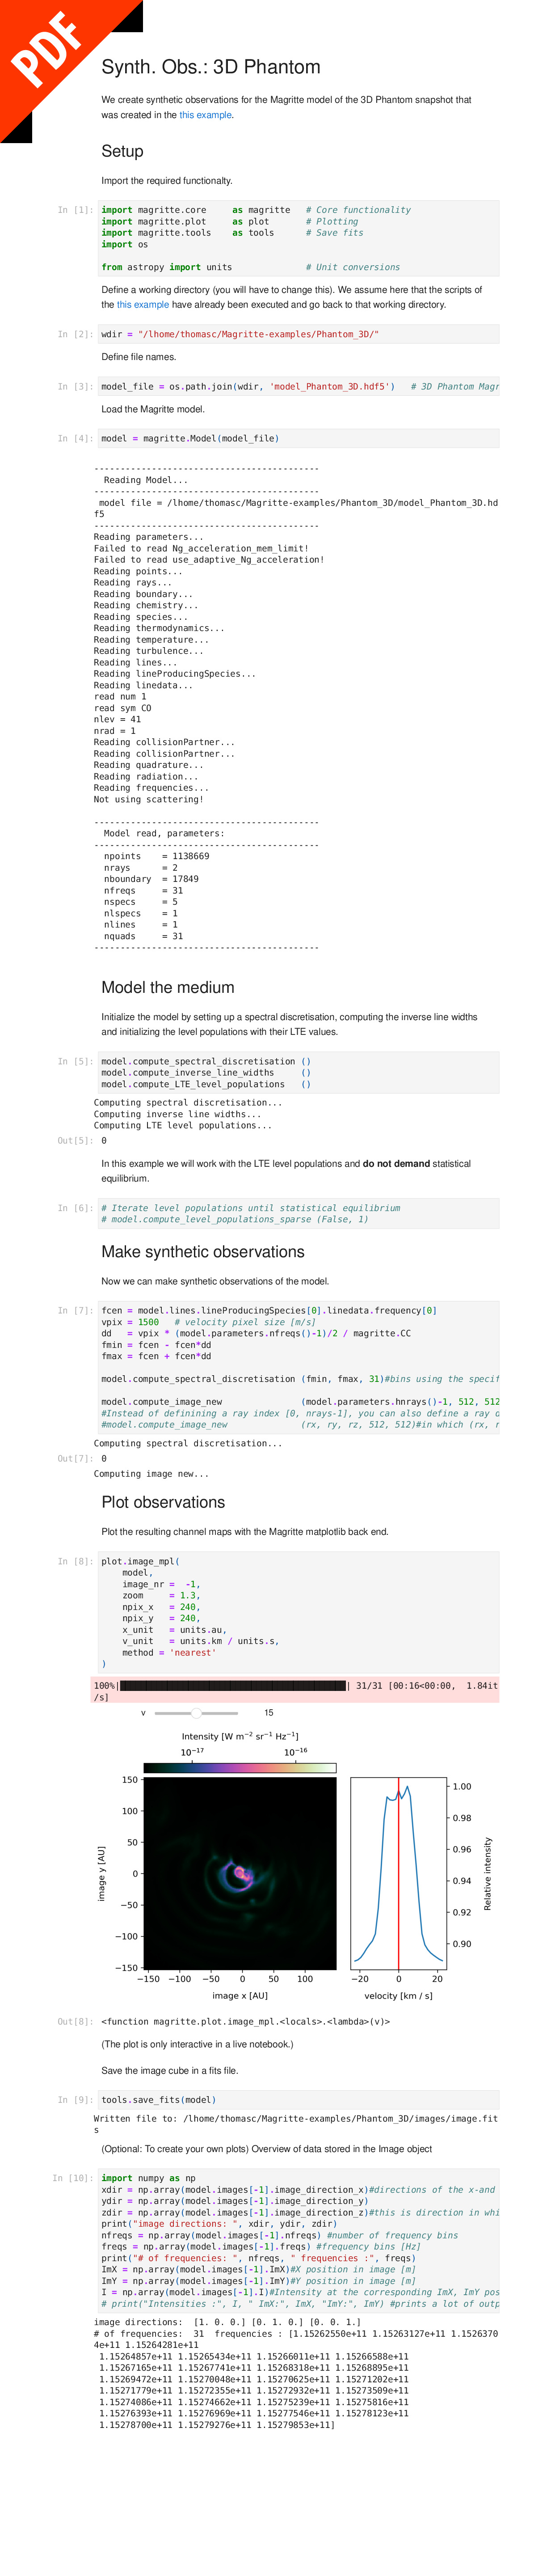 PDF
Synth. Obs.: 3D Phantom
We create synthetic observations for the Magritte model of the 3D Phantom snapshot that
was created in the this example.
Setup
Import the required functionalty.
In [1]: import magritte.core     as magritte   # Core functionality
import magritte.plot     as plot       # Plotting
import magritte.tools    as tools      # Save fits
import os
from astropy import units              # Unit conversions
Define a working directory (you will have to change this). We assume here that the scripts of
the this example have already been executed and go back to that working directory.
In [2]: wdir = "/lhome/thomasc/Magritte-examples/Phantom_3D/"
Define file names.
In [3]: model_file = os.path.join(wdir, 'model_Phantom_3D.hdf5')   # 3D Phantom Magr
Load the Magritte model.
In [4]: model = magritte.Model(model_file)
-------------------------------------------
  Reading Model...
-------------------------------------------
 model file = /lhome/thomasc/Magritte-examples/Phantom_3D/model_Phantom_3D.hd
f5
-------------------------------------------
Reading parameters...
Failed to read Ng_acceleration_mem_limit!
Failed to read use_adaptive_Ng_acceleration!
Reading points...
Reading rays...
Reading boundary...
Reading chemistry...
Reading species...
Reading thermodynamics...
Reading temperature...
Reading turbulence...
Reading lines...
Reading lineProducingSpecies...
Reading linedata...
read num 1
read sym CO
nlev = 41
nrad = 1
Reading collisionPartner...
Reading collisionPartner...
Reading quadrature...
Reading radiation...
Reading frequencies...
Not using scattering!
-------------------------------------------
  Model read, parameters:
-------------------------------------------
  npoints    = 1138669
  nrays      = 2
  nboundary  = 17849
  nfreqs     = 31
  nspecs     = 5
  nlspecs    = 1
  nlines     = 1
  nquads     = 31
-------------------------------------------
Model the medium
Initialize the model by setting up a spectral discretisation, computing the inverse line widths
and initializing the level populations with their LTE values.
In [5]: model.compute_spectral_discretisation ()
model.compute_inverse_line_widths     ()
model.compute_LTE_level_populations   ()
Computing spectral discretisation...
Computing inverse line widths...
Computing LTE level populations...
Out[5]: 0
In this example we will work with the LTE level populations and do not demand statistical
equilibrium.
In [6]: # Iterate level populations until statistical equilibrium
# model.compute_level_populations_sparse (False, 1)
Make synthetic observations
Now we can make synthetic observations of the model.
In [7]: fcen = model.lines.lineProducingSpecies[0].linedata.frequency[0]
vpix = 1500   # velocity pixel size [m/s]
dd   = vpix * (model.parameters.nfreqs()-1)/2 / magritte.CC
fmin = fcen - fcen*dd
fmax = fcen + fcen*dd
model.compute_spectral_discretisation (fmin, fmax, 31)#bins using the specif
model.compute_image_new               (model.parameters.hnrays()-1, 512, 512
#Instead of definining a ray index [0, nrays-1], you can also define a ray d
#model.compute_image_new              (rx, ry, rz, 512, 512)#in which (rx, r
Computing spectral discretisation...
Out[7]: 0
Computing image new...
Plot observations
Plot the resulting channel maps with the Magritte matplotlib back end.
In [8]: plot.image_mpl(
    model,
    image_nr =  -1,
    zoom     = 1.3,
    npix_x   = 240,
    npix_y   = 240,
    x_unit   = units.au,
    v_unit   = units.km / units.s,
    method = 'nearest'
)
100%| | 31/31 [00:16<00:00,  1.84it
/s]
v 15
Intensity [W m−2 sr−1 Hz−1]
10−17 10−16
image y [AU]
150
100
50
0
−50
−100
−150
−150 −100 −50 0 50 100
image x [AU]
1.00
0.98
0.96
0.94
0.92
0.90
Relative intensity
−20 0 20
velocity [km / s]
Out[8]: <function magritte.plot.image_mpl.<locals>.<lambda>(v)>
(The plot is only interactive in a live notebook.)
Save the image cube in a fits file.
In [9]: tools.save_fits(model)
Written file to: /lhome/thomasc/Magritte-examples/Phantom_3D/images/image.fit
s
(Optional: To create your own plots) Overview of data stored in the Image object
In [10]: import numpy as np
xdir = np.array(model.images[-1].image_direction_x)#directions of the x-and
ydir = np.array(model.images[-1].image_direction_y)
zdir = np.array(model.images[-1].image_direction_z)#this is direction in whi
print("image directions: ", xdir, ydir, zdir)
nfreqs = np.array(model.images[-1].nfreqs) #number of frequency bins
freqs = np.array(model.images[-1].freqs) #frequency bins [Hz]
print("# of frequencies: ", nfreqs, " frequencies :", freqs)
ImX = np.array(model.images[-1].ImX)#X position in image [m]
ImY = np.array(model.images[-1].ImY)#Y position in image [m]
I = np.array(model.images[-1].I)#Intensity at the corresponding ImX, ImY pos
# print("Intensities :", I, " ImX:", ImX, "ImY:", ImY) #prints a lot of outp
image directions:  [1. 0. 0.] [0. 1. 0.] [0. 0. 1.]
# of frequencies:  31  frequencies : [1.15262550e+11 1.15263127e+11 1.1526370
4e+11 1.15264281e+11
 1.15264857e+11 1.15265434e+11 1.15266011e+11 1.15266588e+11
 1.15267165e+11 1.15267741e+11 1.15268318e+11 1.15268895e+11
 1.15269472e+11 1.15270048e+11 1.15270625e+11 1.15271202e+11
 1.15271779e+11 1.15272355e+11 1.15272932e+11 1.15273509e+11
 1.15274086e+11 1.15274662e+11 1.15275239e+11 1.15275816e+11
 1.15276393e+11 1.15276969e+11 1.15277546e+11 1.15278123e+11
 1.15278700e+11 1.15279276e+11 1.15279853e+11]